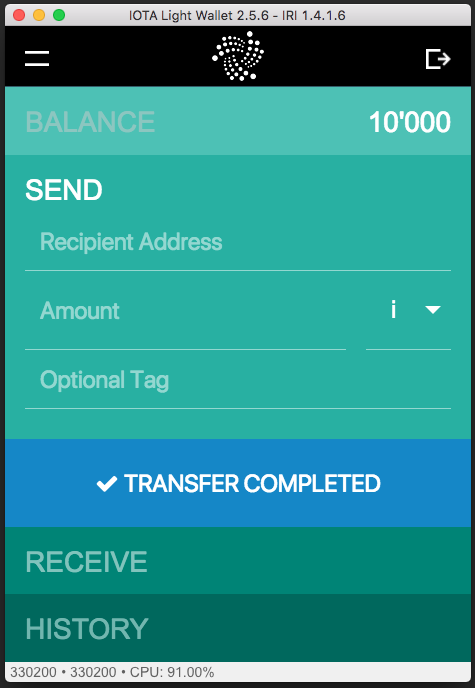 IOTA Light Wallet 2.5.6 - IRI 1.4.1.6
BALANCE 10'000
SEND
Recipient Address
Amount i
Optional Tag
TRANSFER COMPLETED
RECEIVE
HISTORY
330200 • 330200 • CPU: 91.00%